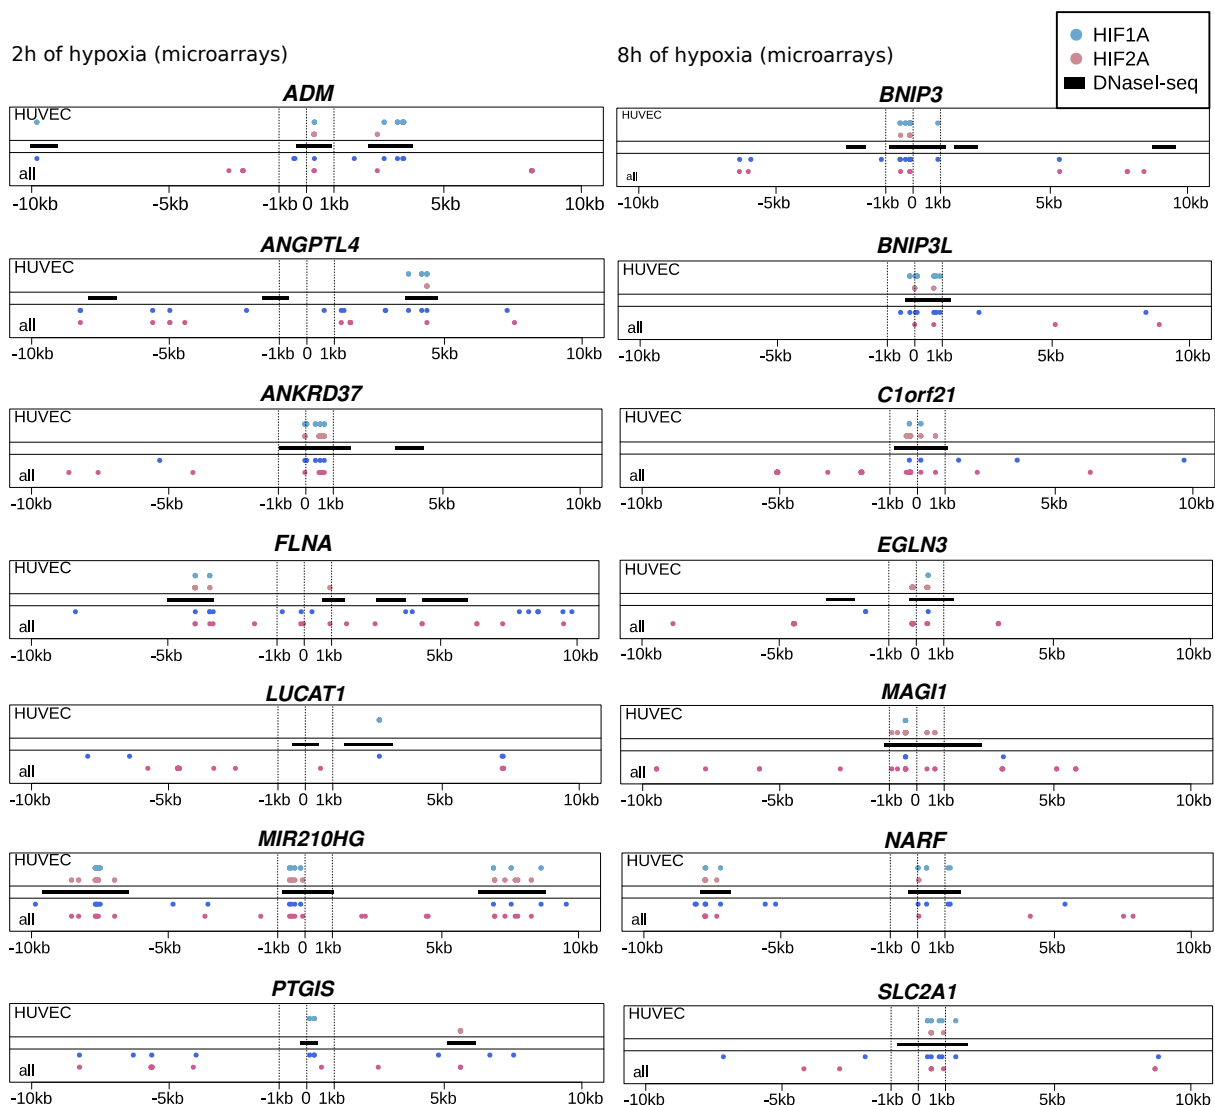 2h of hypoxia (microarrays)
8h of hypoxia (microarrays)
HIF1A
HIF2A
DNaseI-seq
ADM
HUVEC
all
-10kb -5kb -1kb 0 1kb 5kb 10kb
ANGPTL4
HUVEC
all
-10kb -5kb -1kb 0 1kb 5kb 10kb
ANKRD37
HUVEC
all
-10kb -5kb -1kb 0 1kb 5kb 10kb
FLNA
HUVEC
all
-10kb -5kb -1kb 0 1kb 5kb 10kb
LUCAT1
HUVEC
all
-10kb -5kb -1kb 0 1kb 5kb 10kb
MIR210HG
HUVEC
all
-10kb -5kb -1kb 0 1kb 5kb 10kb
PTGIS
HUVEC
all
-10kb -5kb -1kb 0 1kb 5kb 10kb
BNIP3
HUVEC
all
-10kb -5kb -1kb 0 1kb 5kb 10kb
BNIP3L
HUVEC
all
-10kb -5kb -1kb 0 1kb 5kb 10kb
C1orf21
HUVEC
all
-10kb -5kb -1kb 0 1kb 5kb 10kb
EGLN3
HUVEC
all
-10kb -5kb -1kb 0 1kb 5kb 10kb
MAGI1
HUVEC
all
-10kb -5kb -1kb 0 1kb 5kb 10kb
NARF
HUVEC
all
-10kb -5kb -1kb 0 1kb 5kb 10kb
SLC2A1
HUVEC
all
-10kb -5kb -1kb 0 1kb 5kb 10kb